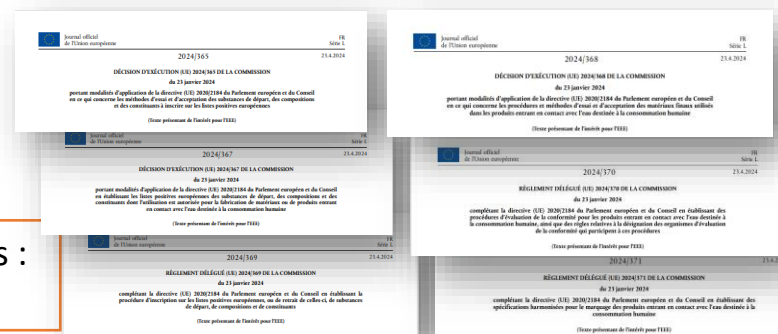 Journal officiel
de l'Union européenne
FR
Série L
2024/365
23.4.2024
DÉCISION D'EXÉCUTION (UE) 2024/365 DE LA COMMISSION
du 23 janvier 2024
portant modalités d'application de la directive (UE) 2020/2184 du Parlement européen et du Conseil
en ce qui concerne les méthodes d'essai et d'acceptation des substances de départ, des compositions
et des constituants à inscrire sur les listes positives européennes
(Texte présentant de l'intérêt pour l'EEE)
Journal officiel
de l'Union européenne
FR
Série L
2024/368
23.4.2024
DÉCISION D'EXÉCUTION (UE) 2024/368 DE LA COMMISSION
du 23 janvier 2024
portant modalités d'application de la directive (UE) 2020/2184 du Parlement européen et du Conseil
en ce qui concerne les procédures et méthodes d'essai et d'acceptation des matériaux finaux utilisés
dans les produits entrant en contact avec l'eau destinée à la consommation humaine
(Texte présentant de l'intérêt pour l'EEE)
Journal officiel
de l'Union européenne
FR
Série L
2024/367
23.4.2024
DÉCISION D'EXÉCUTION (UE) 2024/367 DE LA COMMISSION
du 23 janvier 2024
portant modalités d'application de la directive (UE) 2020/2184 du Parlement européen et du Conseil
en établissant les listes positives européennes des substances de départ, des compositions et des
constituants dont l'utilisation est autorisée pour la fabrication de matériaux ou de produits entrant
en contact avec l'eau destinée à la consommation humaine
(Texte présentant de l'intérêt pour l'EEE)
Journal officiel
de l'Union européenne
FR
Série L
2024/370
23.4.2024
RÈGLEMENT DÉLÉGUÉ (UE) 2024/370 DE LA COMMISSION
du 23 janvier 2024
complétant la directive (UE) 2020/2184 du Parlement européen et du Conseil en établissant des
procédures d'évaluation de la conformité pour les produits entrant en contact avec l'eau destinée à
la consommation humaine, ainsi que des règles relatives à la désignation des organismes d'évaluation
de la conformité qui participent à ces procédures
(Texte présentant de l'intérêt pour l'EEE)
s :
Journal officiel
de l'Union européenne
FR
Série L
2024/369
23.4.2024
RÈGLEMENT DÉLÉGUÉ (UE) 2024/369 DE LA COMMISSION
du 23 janvier 2024
complétant la directive (UE) 2020/2184 du Parlement européen et du Conseil en établissant la
procédure d'inscription sur les listes positives européennes, ou de retrait de celles-ci, de substances
de départ, de compositions et de constituants
(Texte présentant de l'intérêt pour l'EEE)
2024/371
RÈGLEMENT DÉLÉGUÉ (UE) 2024/371 DE LA COMMISSION
du 23 janvier 2024
complétant la directive (UE) 2020/2184 du Parlement européen et du Conseil en établissant des
spécifications harmonisées pour le marquage des produits entrant en contact avec l'eau destinée à la
consommation humaine
(Texte présentant de l'intérêt pour l'EEE)